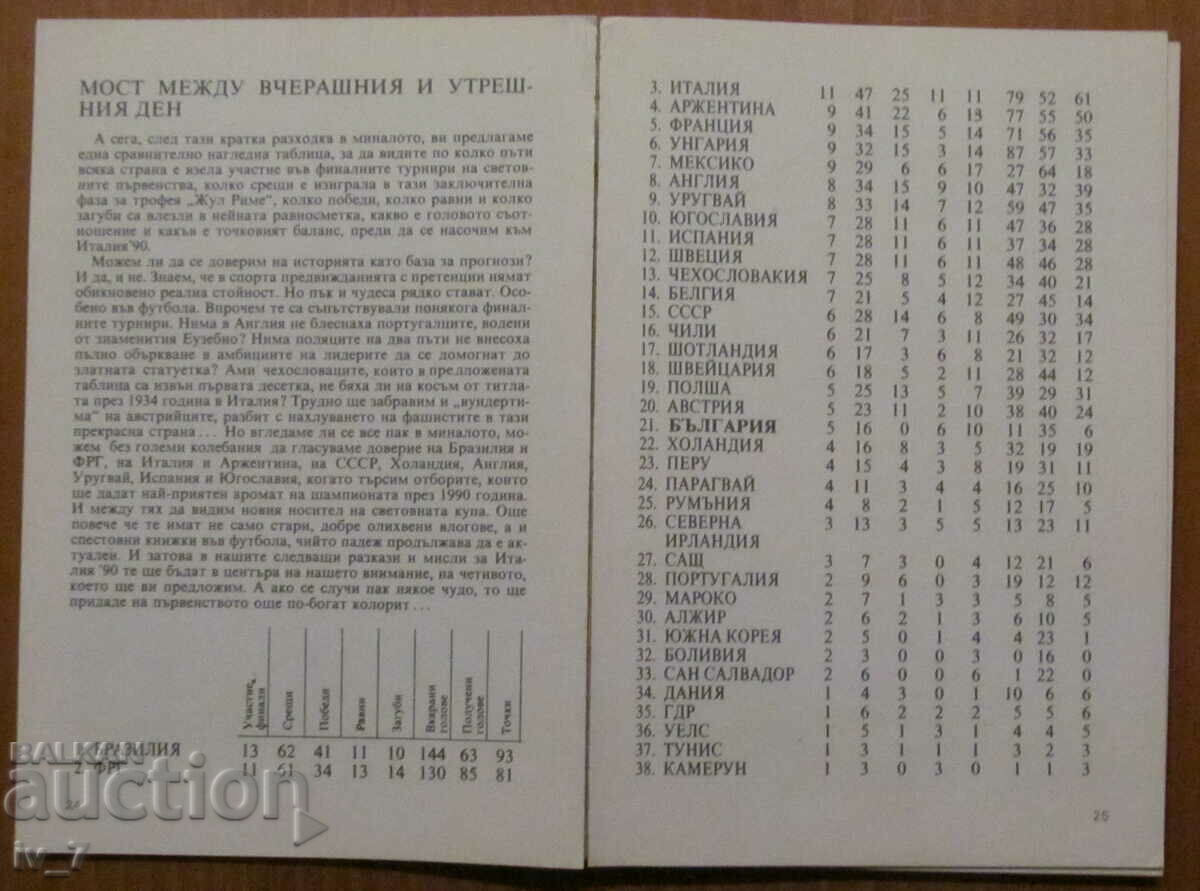 МОСТ МЕЖДУ ВЧЕРАШНИЯ И УТРЕШ-
НИЯ ДЕН
А сега, след тази кратка разходка в миналото, ви предлагаме
една сравнително нагледна таблица, за да видите по колко пъти
всяка страна е взела участие във финалните турнири на светов-
ните първенства, колко срещи е изиграла в тази заключителна
фаза за трофея „Жул Риме“, колко победи, колко равни и колко
загуби са влезли в нейната равносметка, какво е головото съот-
ношение и какъв е точковият баланс, преди да се насочим към
Италия'90.
Можем ли да се доверим на историята като база за прогнози?
И да, и не. Знаем, че в спорта предвижданията с претенции нямат
обикновено реална стойност. Но пък и чудеса рядко стават. Осо-
бено във футбола. Впрочем те са съпътствували понякога финал-
ните турнири. Нима в Англия не блеснаха португалците, водени
от знаменития Еузебио? Нима поляците на два пъти не внесоха
пълно объркване в амбициите на лидерите да се домогнат до
златната статуетка? Ами чехословаците, които в предложената
таблица са извън първата десетка, не бяха ли на косъм от титла-
та през 1934 година в Италия? Трудно ще забравим и „вундерти-
ма“ на австрийците, разбит с нахлуването на фашистите в тази
прекрасна страна... Но вгледаме ли се все пак в миналото, мо-
жем без големи колебания да гласуваме доверие на Бразилия и
ФРГ, на Италия и Аржентина, на СССР, Холандия, Англия,
Уругвай, Испания и Югославия, когато търсим отборите, които
ще дадат най-приятен аромат на шампионата през 1990 година.
И между тях да видим новия носител на световната купа. Още
повече че те имат не само стари, добре олихвени влогове, а и
спестовни книжки във футбола, чийто падеж продължава да е ак-
туален. И затова в нашите следващи разкази и мисли за Ита-
лия '90 те ще бъдат в центъра на нашето внимание, на четивото,
което ще ви предложим. А ако се случи пак някое чудо, то ще
придаде на първенството още по-богат колорит...
Участие, финали Срещи Победи Равни Загуби Вкарани голове Получени голове Точки
БРАЗИЛИЯ 13 62 41 11 10 144 63 93
2. ФРГ 11 61 34 13 14 130 85 81
24
3. ИТАЛИЯ 11 47 25 11 11 79 52 61
4. АРЖЕНТИНА 9 41 22 6 13 77 55 50
5. ФРАНЦИЯ 9 34 15 5 14 71 56 35
6. УНГАРИЯ 9 32 15 3 14 87 57 33
7. МЕКСИКО 9 29 6 6 17 27 64 18
8. АНГЛИЯ 8 34 15 9 10 47 32 39
9. УРУГВАЙ 8 33 14 7 12 59 47 35
10. ЮГОСЛАВИЯ 7 28 11 6 11 47 36 28
11. ИСПАНИЯ 7 28 11 6 11 37 34 28
12. ШВЕЦИЯ 7 28 11 6 11 48 46 28
13. ЧЕХОСЛОВАКИЯ 7 25 8 5 12 34 40 21
14. БЕЛГИЯ 7 21 5 4 12 27 45 14
15. СССР 6 28 14 6 8 49 30 34
16. ЧИЛИ 6 21 7 3 11 26 32 17
17. ШОТЛАНДИЯ 6 17 3 6 8 21 32 12
18. ШВЕЙЦАРИЯ 6 18 5 2 11 28 44 12
19. ПОЛША 5 25 13 5 7 39 29 31
20. АВСТРИЯ 5 23 11 2 10 38 40 24
21. БЪЛГАРИЯ 5 16 0 6 10 11 35 6
22. ХОЛАНДИЯ 4 16 8 3 5 32 19 19
23. ПЕРУ 4 15 4 3 8 19 31 11
24. ПАРАГВАЙ 4 11 3 4 4 16 25 10
25. РУМЪНИЯ 4 8 2 1 5 12 17 5
26. СЕВЕРНА 3 13 3 5 5 13 23 11
ИРЛАНДИЯ
27. САЩ 3 7 3 0 4 12 21 6
28. ПОРТУГАЛИЯ 2 9 6 0 3 19 12 12
29. МАРОКО 2 7 1 3 3 5 8 5
30. АЛЖИР 2 6 2 1 3 6 10 5
31. ЮЖНА КОРЕЯ 2 5 0 1 4 4 23 1
32. БОЛИВИЯ 2 3 0 0 3 0 16 0
33. САН САЛВАДОР 2 6 0 0 6 1 22 0
34. ДАНИЯ 1 4 3 0 1 10 6 6
35. ГДР 1 6 2 2 2 5 5 6
36. УЕЛС 1 5 1 3 1 4 4 5
37. ТУНИС 1 3 1 1 1 3 2 3
38. КАМЕРУН 1 3 0 3 0 1 1 3
25
BALKAN
auction
iv_7